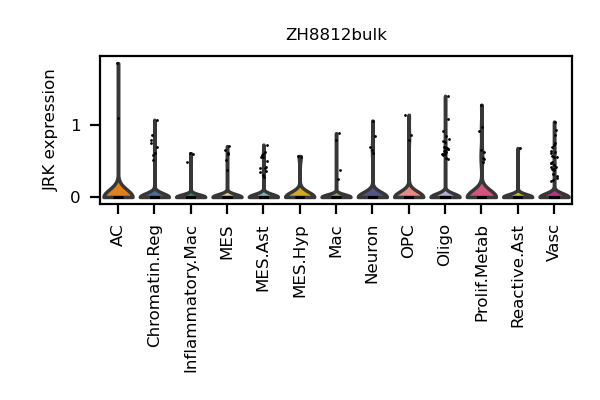 ZH8812bulk
JRK expression
1
0
AC
Chromatin.Reg
Inflammatory.Mac
MES
MES.Ast
MES.Hyp
Mac
Neuron
OPC
Oligo
Prolif.Metab
Reactive.Ast
Vasc